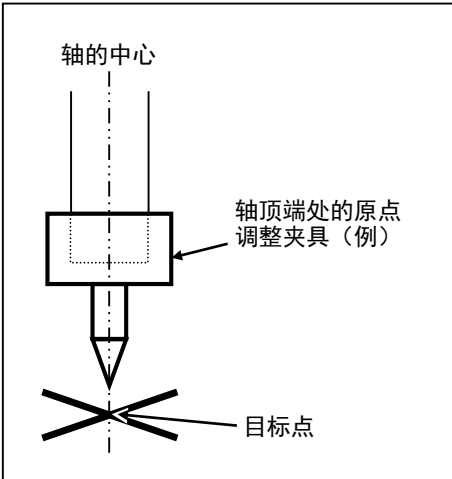 轴的中心
轴顶端处的原点
调整夹具（例）
目标点